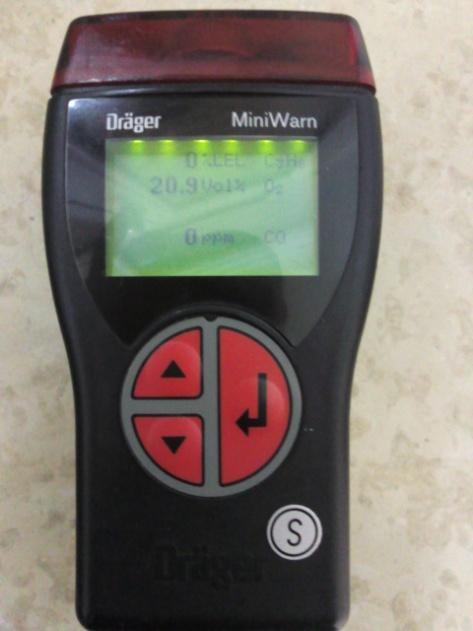 Dräger MiniWarn
0 %LEL C₃H₈
20.9 Vol% O₂
0 ppm CO
S
Dräger